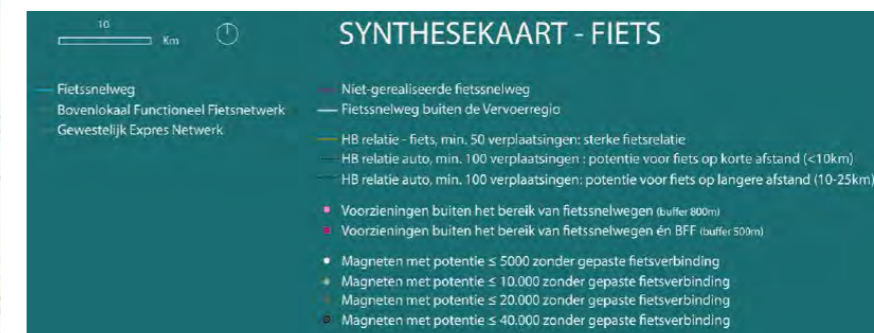 10
Km
SYNTHESEKAART - FIETS
Fietssnelweg
Bovenlokaal Functioneel Fietsnetwerk
Gewestelijk Expres Netwerk
Niet-gerealiseerde fietssnelweg
Fietssnelweg buiten de Vervoerregio
HB relatie - fiets, min. 50 verplaatsingen: sterke fietsrelatie
HB relatie auto, min. 100 verplaatsingen : potentie voor fiets op korte afstand (<10km)
HB relatie auto, min. 100 verplaatsingen: potentie voor fiets op langere afstand (10-25km)
Voorzieningen buiten het bereik van fietssnelwegen (buffer 800m)
Voorzieningen buiten het bereik van fietssnelwegen én BFF (buffer 500m)
Magneten met potentie ≤ 5000 zonder gepaste fietsverbinding
Magneten met potentie ≤ 10.000 zonder gepaste fietsverbinding
Magneten met potentie ≤ 20.000 zonder gepaste fietsverbinding
Magneten met potentie ≤ 40.000 zonder gepaste fietsverbinding